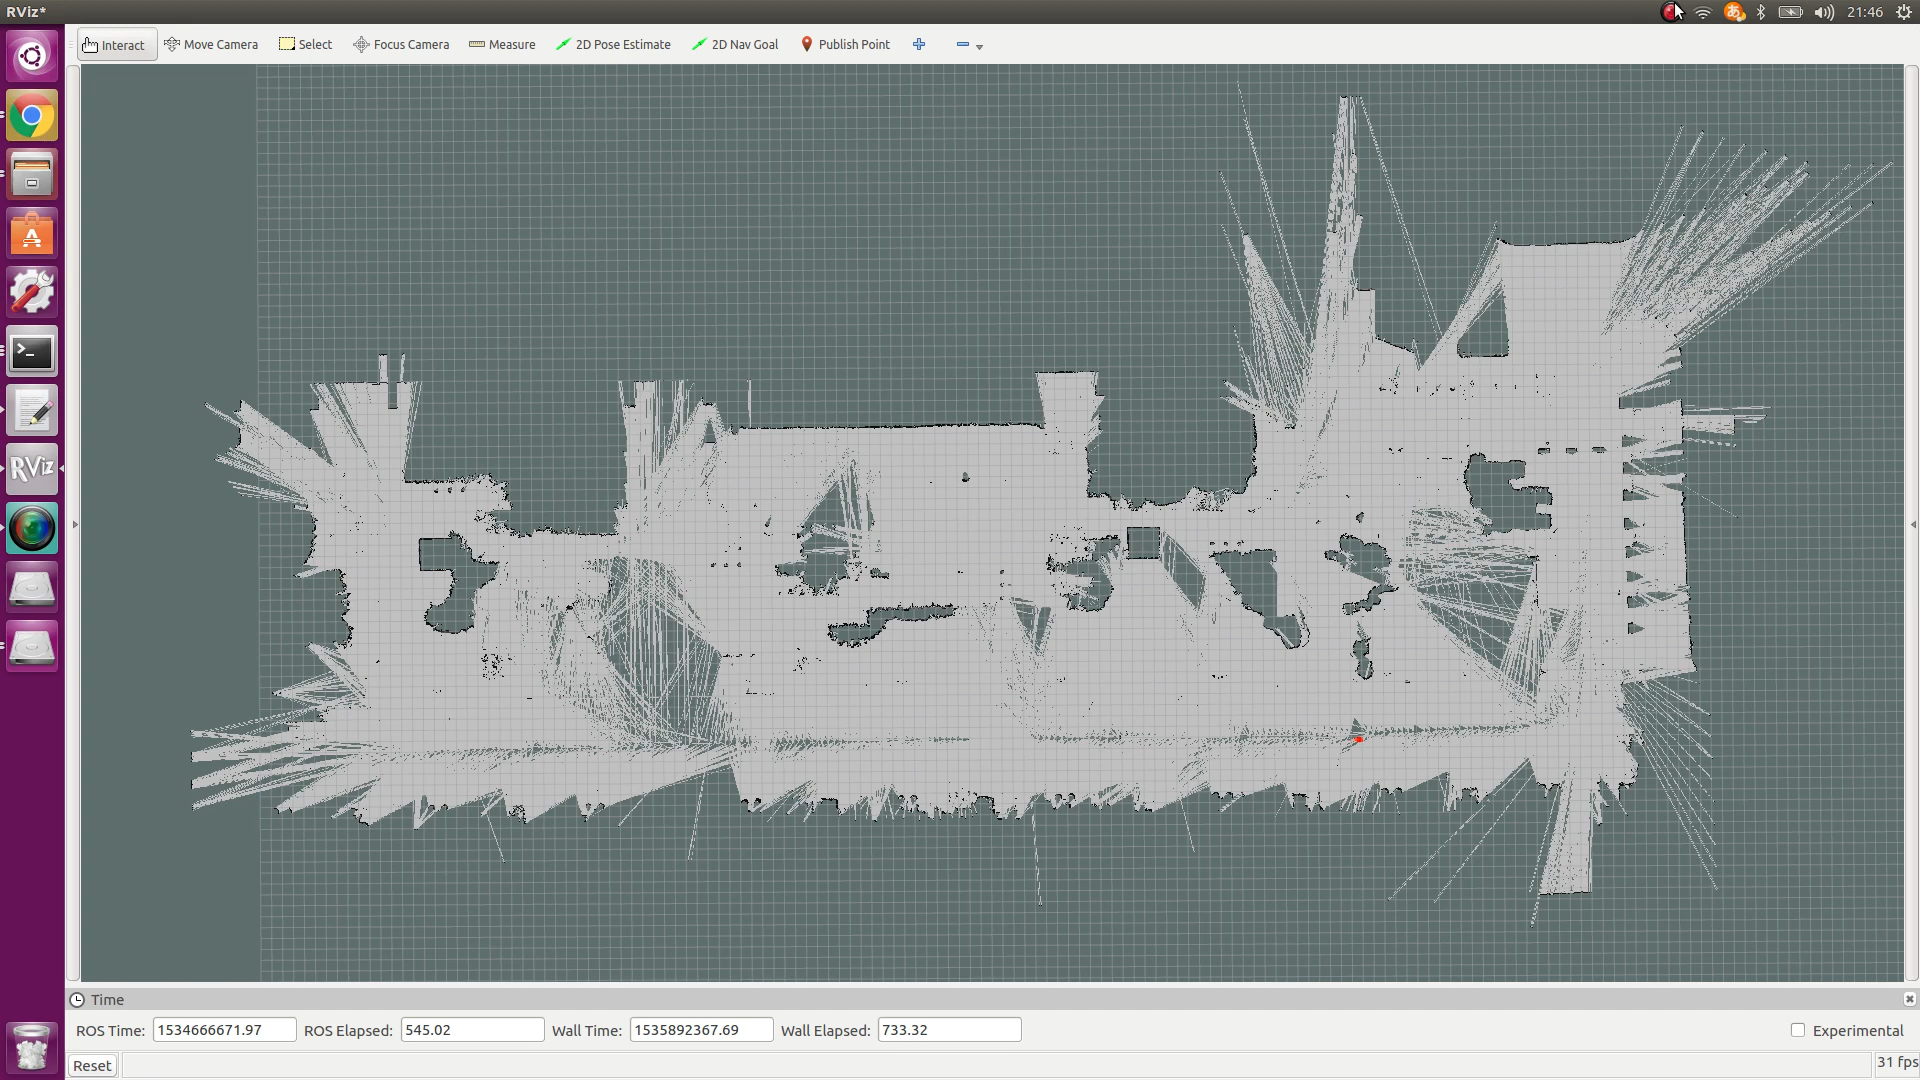 RViz*
あ
21:46
Interact
Move Camera
Select
Focus Camera
Measure
2D Pose Estimate
2D Nav Goal
Publish Point
RViz
Time
ROS Time: 1534666671.97 ROS Elapsed: 545.02 Wall Time: 1535892367.69 Wall Elapsed: 733.32 Experimental
Reset
31 fps